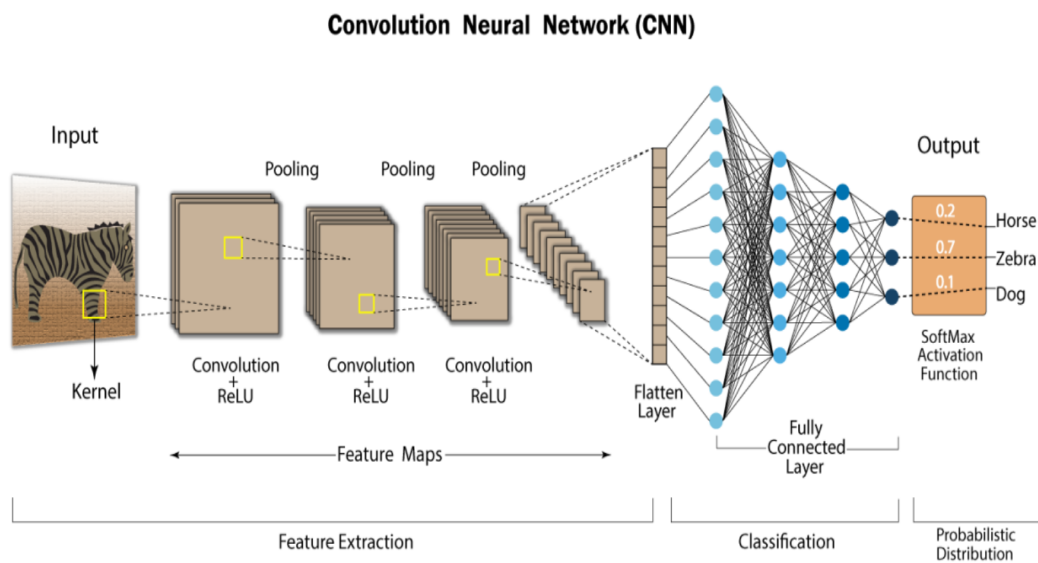 Convolution Neural Network (CNN)
Input
Kernel
Pooling
Pooling
Pooling
Convolution
+
ReLU
Convolution
+
ReLU
Convolution
+
ReLU
Flatten
Layer
Feature Maps
Fully
Connected
Layer
Output
0.2
Horse
0.7
Zebra
0.1
Dog
SoftMax
Activation
Function
Feature Extraction
Classification
Probabilistic
Distribution